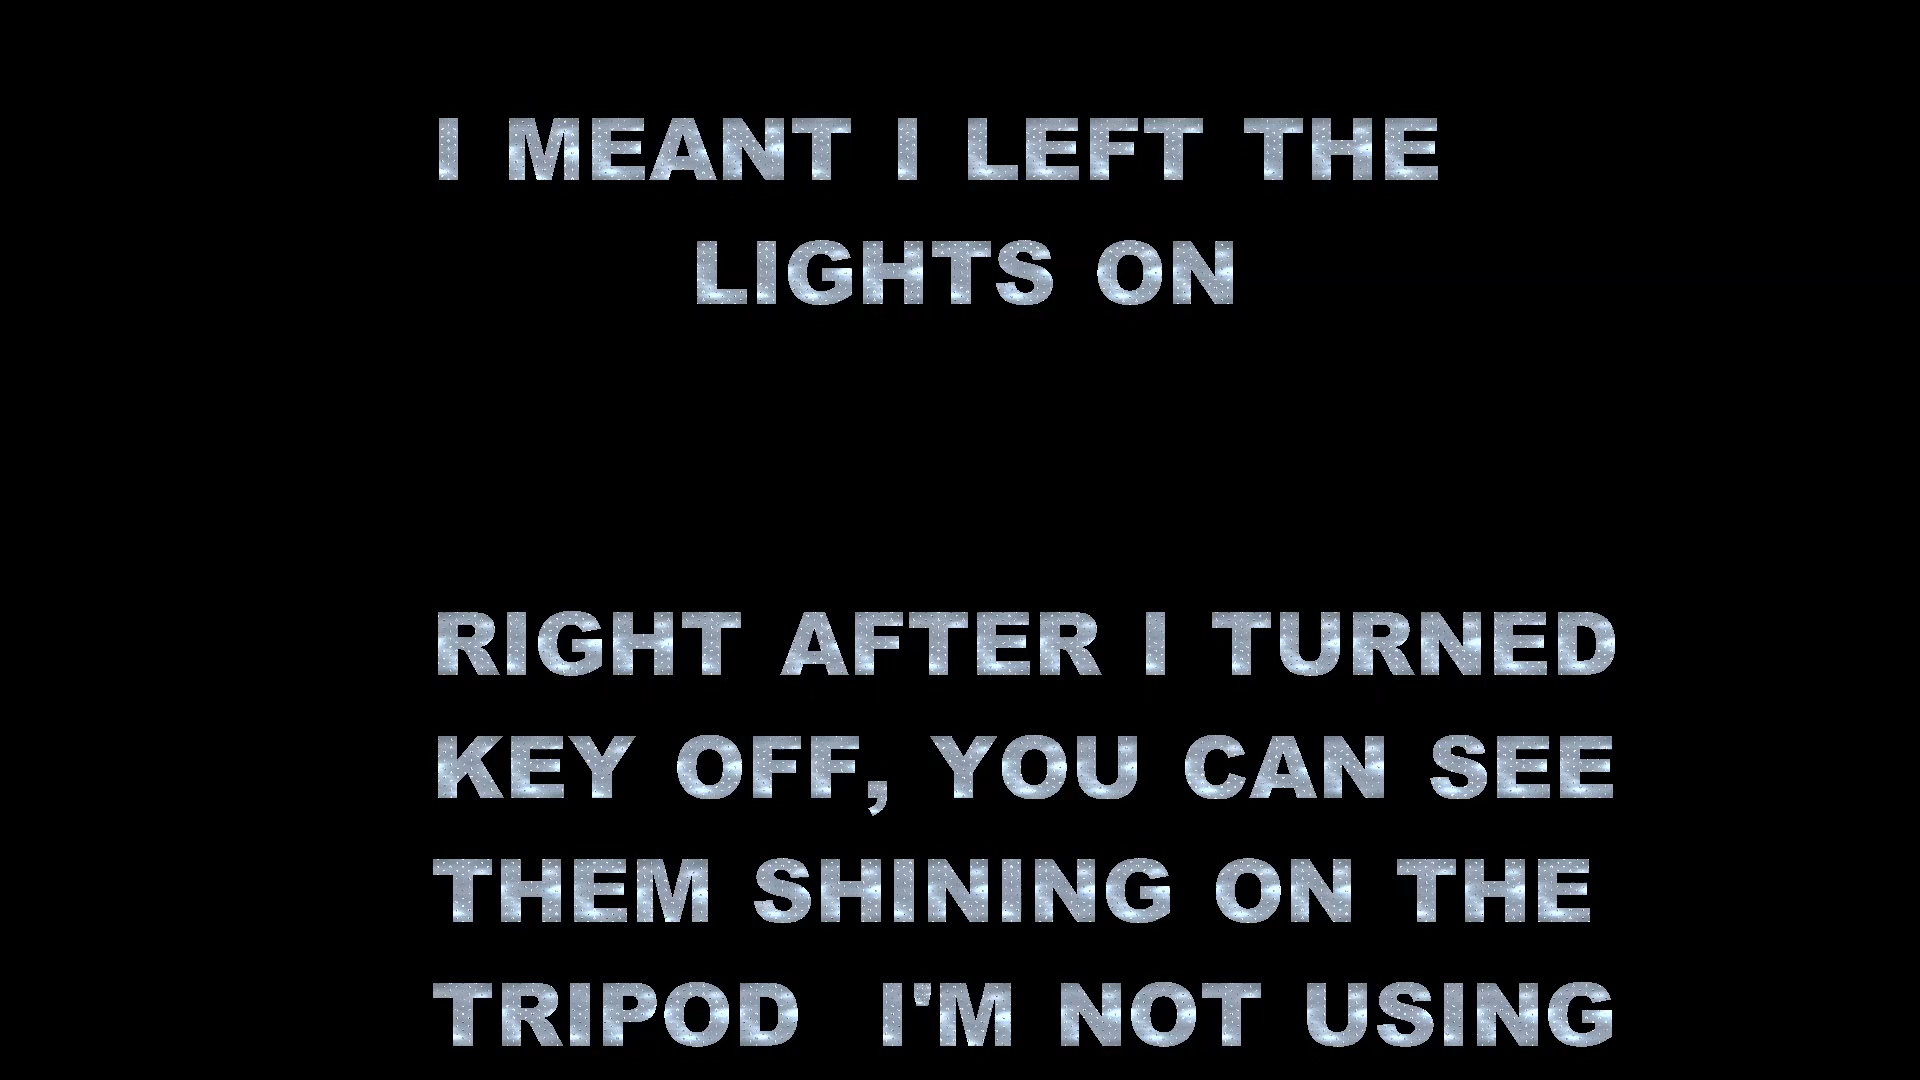 I MEANT I LEFT THE
LIGHTS ON
RIGHT AFTER I TURNED
KEY OFF, YOU CAN SEE
THEM SHINING ON THE
TRIPOD  I'M NOT USING